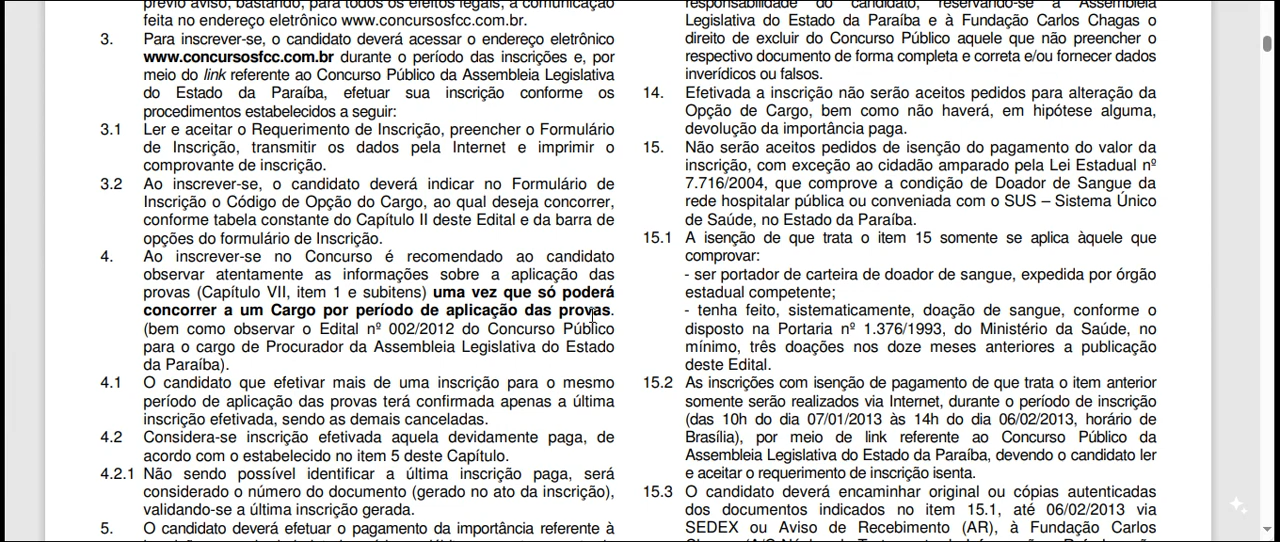 prévio aviso, bastando, para todos os efeitos legais, a comunicação
feita no endereço eletrônico www.concursosfcc.com.br.
3. Para inscrever-se, o candidato deverá acessar o endereço eletrônico
www.concursosfcc.com.br durante o período das inscrições e, por
meio do link referente ao Concurso Público da Assembleia Legislativa
do Estado da Paraíba, efetuar sua inscrição conforme os
procedimentos estabelecidos a seguir:
3.1 Ler e aceitar o Requerimento de Inscrição, preencher o Formulário
de Inscrição, transmitir os dados pela Internet e imprimir o
comprovante de inscrição.
3.2 Ao inscrever-se, o candidato deverá indicar no Formulário de
Inscrição o Código de Opção do Cargo, ao qual deseja concorrer,
conforme tabela constante do Capítulo II deste Edital e da barra de
opções do formulário de Inscrição.
4. Ao inscrever-se no Concurso é recomendado ao candidato
observar atentamente as informações sobre a aplicação das
provas (Capítulo VII, item 1 e subitens) uma vez que só poderá
concorrer a um Cargo por período de aplicação das provas.
(bem como observar o Edital nº 002/2012 do Concurso Público
para o cargo de Procurador da Assembleia Legislativa do Estado
da Paraíba).
4.1 O candidato que efetivar mais de uma inscrição para o mesmo
período de aplicação das provas terá confirmada apenas a última
inscrição efetivada, sendo as demais canceladas.
4.2 Considera-se inscrição efetivada aquela devidamente paga, de
acordo com o estabelecido no item 5 deste Capítulo.
4.2.1 Não sendo possível identificar a última inscrição paga, será
considerado o número do documento (gerado no ato da inscrição),
validando-se a última inscrição gerada.
5. O candidato deverá efetuar o pagamento da importância referente à
responsabilidade do candidato, reservando-se à Assembleia
Legislativa do Estado da Paraíba e à Fundação Carlos Chagas o
direito de excluir do Concurso Público aquele que não preencher o
respectivo documento de forma completa e correta e/ou fornecer dados
inverídicos ou falsos.
14. Efetivada a inscrição não serão aceitos pedidos para alteração da
Opção de Cargo, bem como não haverá, em hipótese alguma,
devolução da importância paga.
15. Não serão aceitos pedidos de isenção do pagamento do valor da
inscrição, com exceção ao cidadão amparado pela Lei Estadual nº
7.716/2004, que comprove a condição de Doador de Sangue da
rede hospitalar pública ou conveniada com o SUS – Sistema Único
de Saúde, no Estado da Paraíba.
15.1 A isenção de que trata o item 15 somente se aplica àquele que
comprovar:
- ser portador de carteira de doador de sangue, expedida por órgão
estadual competente;
- tenha feito, sistematicamente, doação de sangue, conforme o
disposto na Portaria nº 1.376/1993, do Ministério da Saúde, no
mínimo, três doações nos doze meses anteriores a publicação
deste Edital.
15.2 As inscrições com isenção de pagamento de que trata o item anterior
somente serão realizados via Internet, durante o período de inscrição
(das 10h do dia 07/01/2013 às 14h do dia 06/02/2013, horário de
Brasília), por meio de link referente ao Concurso Público da
Assembleia Legislativa do Estado da Paraíba, devendo o candidato ler
e aceitar o requerimento de inscrição isenta.
15.3 O candidato deverá encaminhar original ou cópias autenticadas
dos documentos indicados no item 15.1, até 06/02/2013 via
SEDEX ou Aviso de Recebimento (AR), à Fundação Carlos